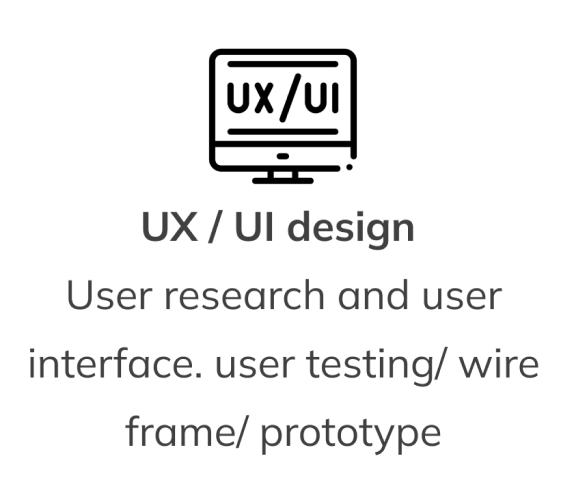 UX/UI
UX / UI design
User research and user
interface. user testing/ wire
frame/ prototype